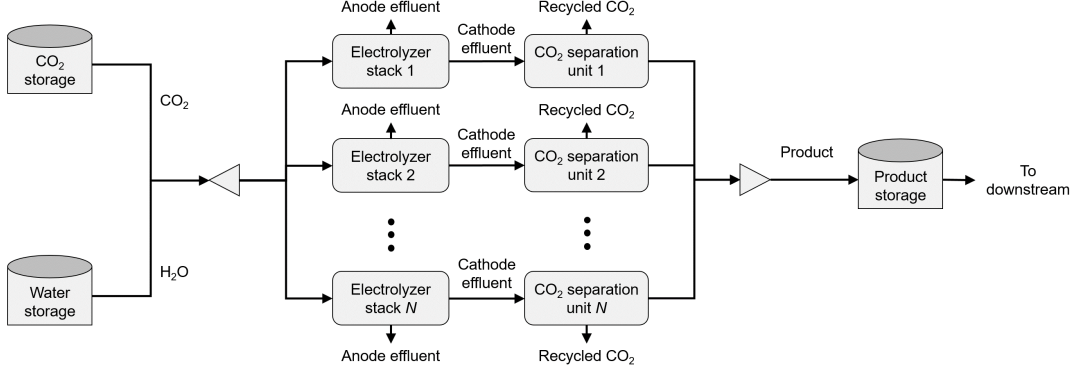 Anode effluent
Recycled CO₂
Cathode
effluent
CO₂
storage
Electrolyzer
stack 1
CO₂ separation
unit 1
CO₂
Anode effluent
Recycled CO₂
Cathode
effluent
Electrolyzer
stack 2
CO₂ separation
unit 2
Product
Product
storage
To
downstream
H₂O
Cathode
effluent
Water
storage
Electrolyzer
stack N
CO₂ separation
unit N
Anode effluent
Recycled CO₂